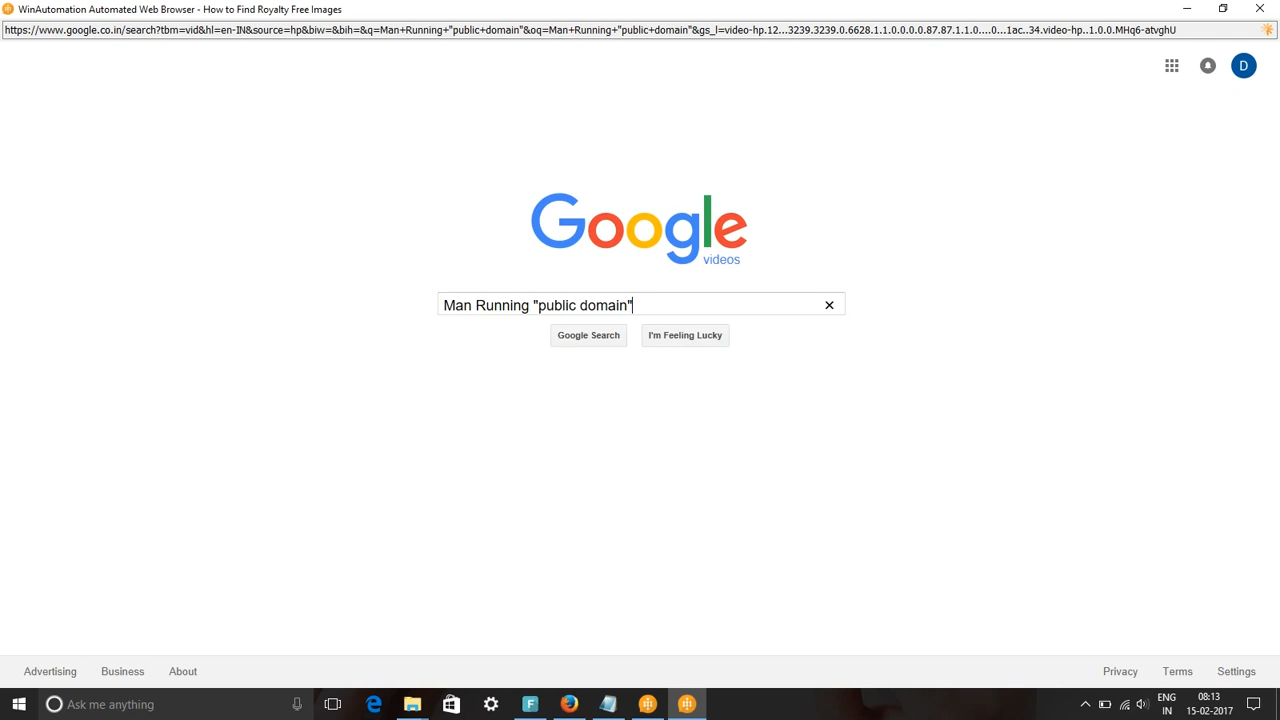 WinAutomation Automated Web Browser - How to Find Royalty Free Images
https://www.google.co.in/search?tbm=vid&hl=en-IN&source=hp&biw=&bih=&q=Man+Running+"public+domain"&oq=Man+Running+"public+domain"&gs_l=video-hp.12...3239.3239.0.6628.1.1.0.0.0.0.87.87.1.1.0....0...1ac..34.video-hp..1.0.0.MHq6-atvghU
D
Google
videos
Man Running "public domain"
Google Search I'm Feeling Lucky
Advertising Business About Privacy Terms Settings
Ask me anything
ENG 08:13
IN 15-02-2017